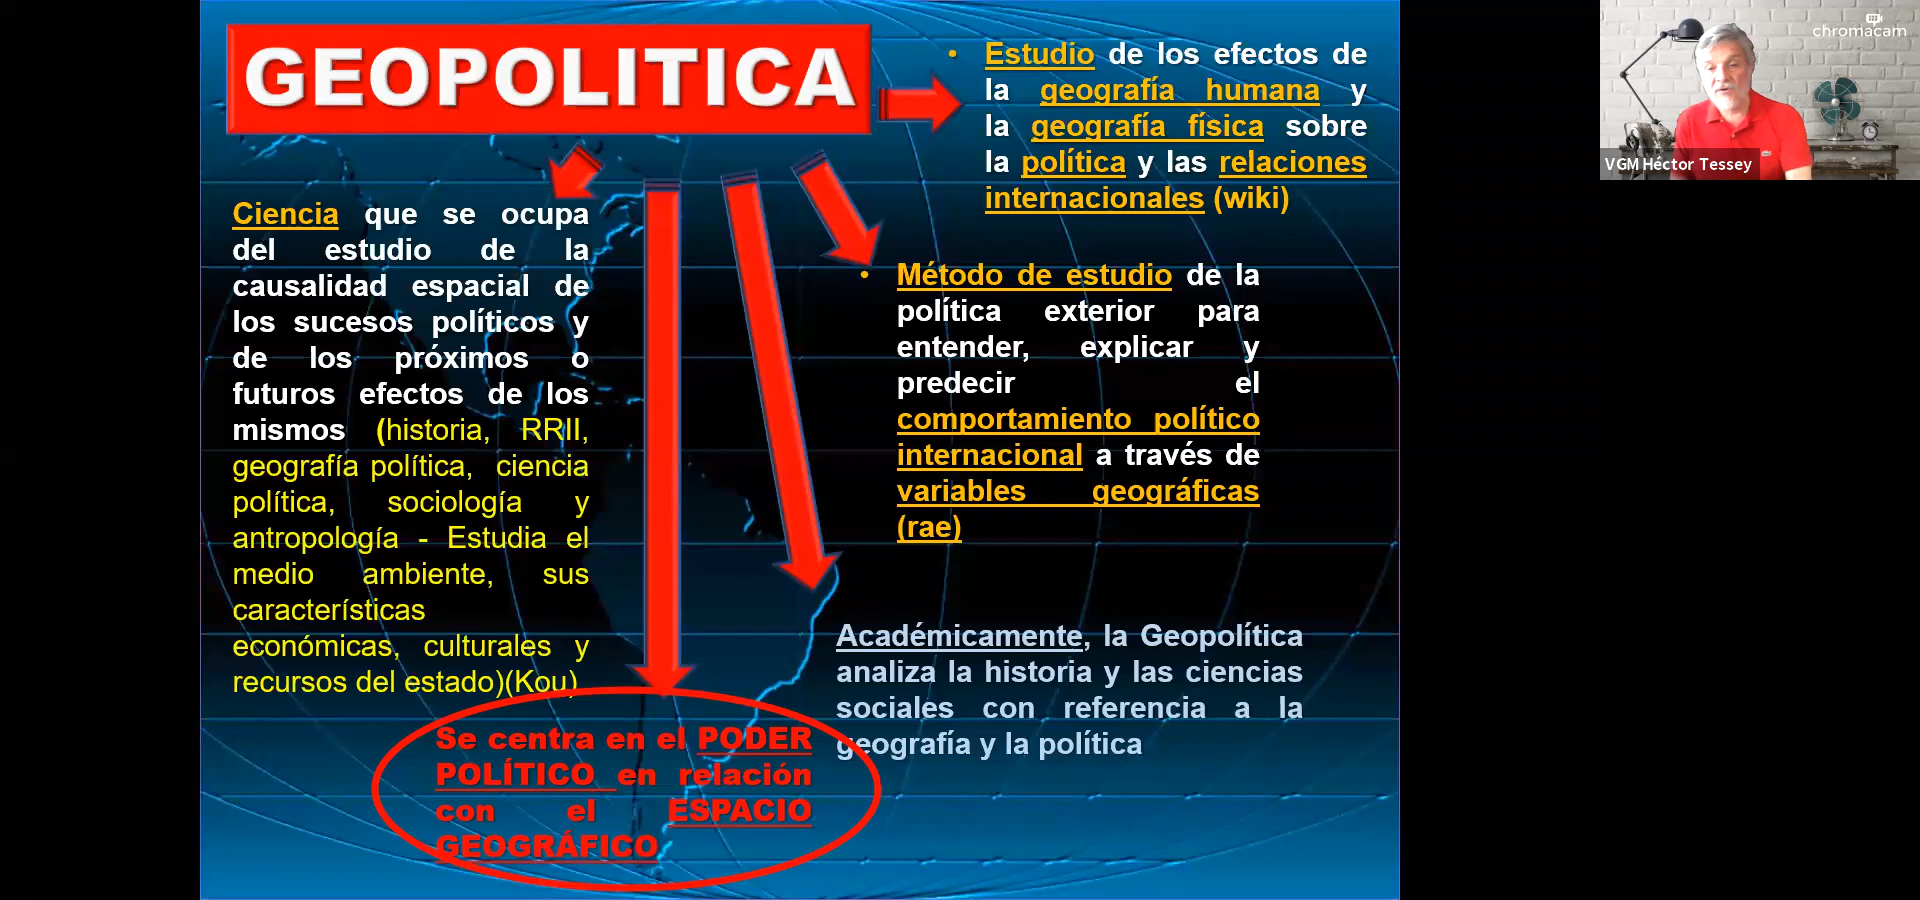 GEOPOLITICA
• Estudio de los efectos de
la geografía humana y
la geografía física sobre
la política y las relaciones
internacionales (wiki)
Ciencia que se ocupa
del estudio de la
causalidad espacial de
los sucesos políticos y
de los próximos o
futuros efectos de los
mismos (historia, RRII,
geografía política, ciencia
política, sociología y
antropología - Estudia el
medio ambiente, sus
características
económicas, culturales y
recursos del estado)(Kou)
• Método de estudio de la
política exterior para
entender, explicar y
predecir el
comportamiento político
internacional a través de
variables geográficas
(rae)
Académicamente, la Geopolítica
analiza la historia y las ciencias
sociales con referencia a la
geografía y la política
Se centra en el PODER
POLÍTICO en relación
con el ESPACIO
GEOGRÁFICO
chromacam
VGM Héctor Tessey